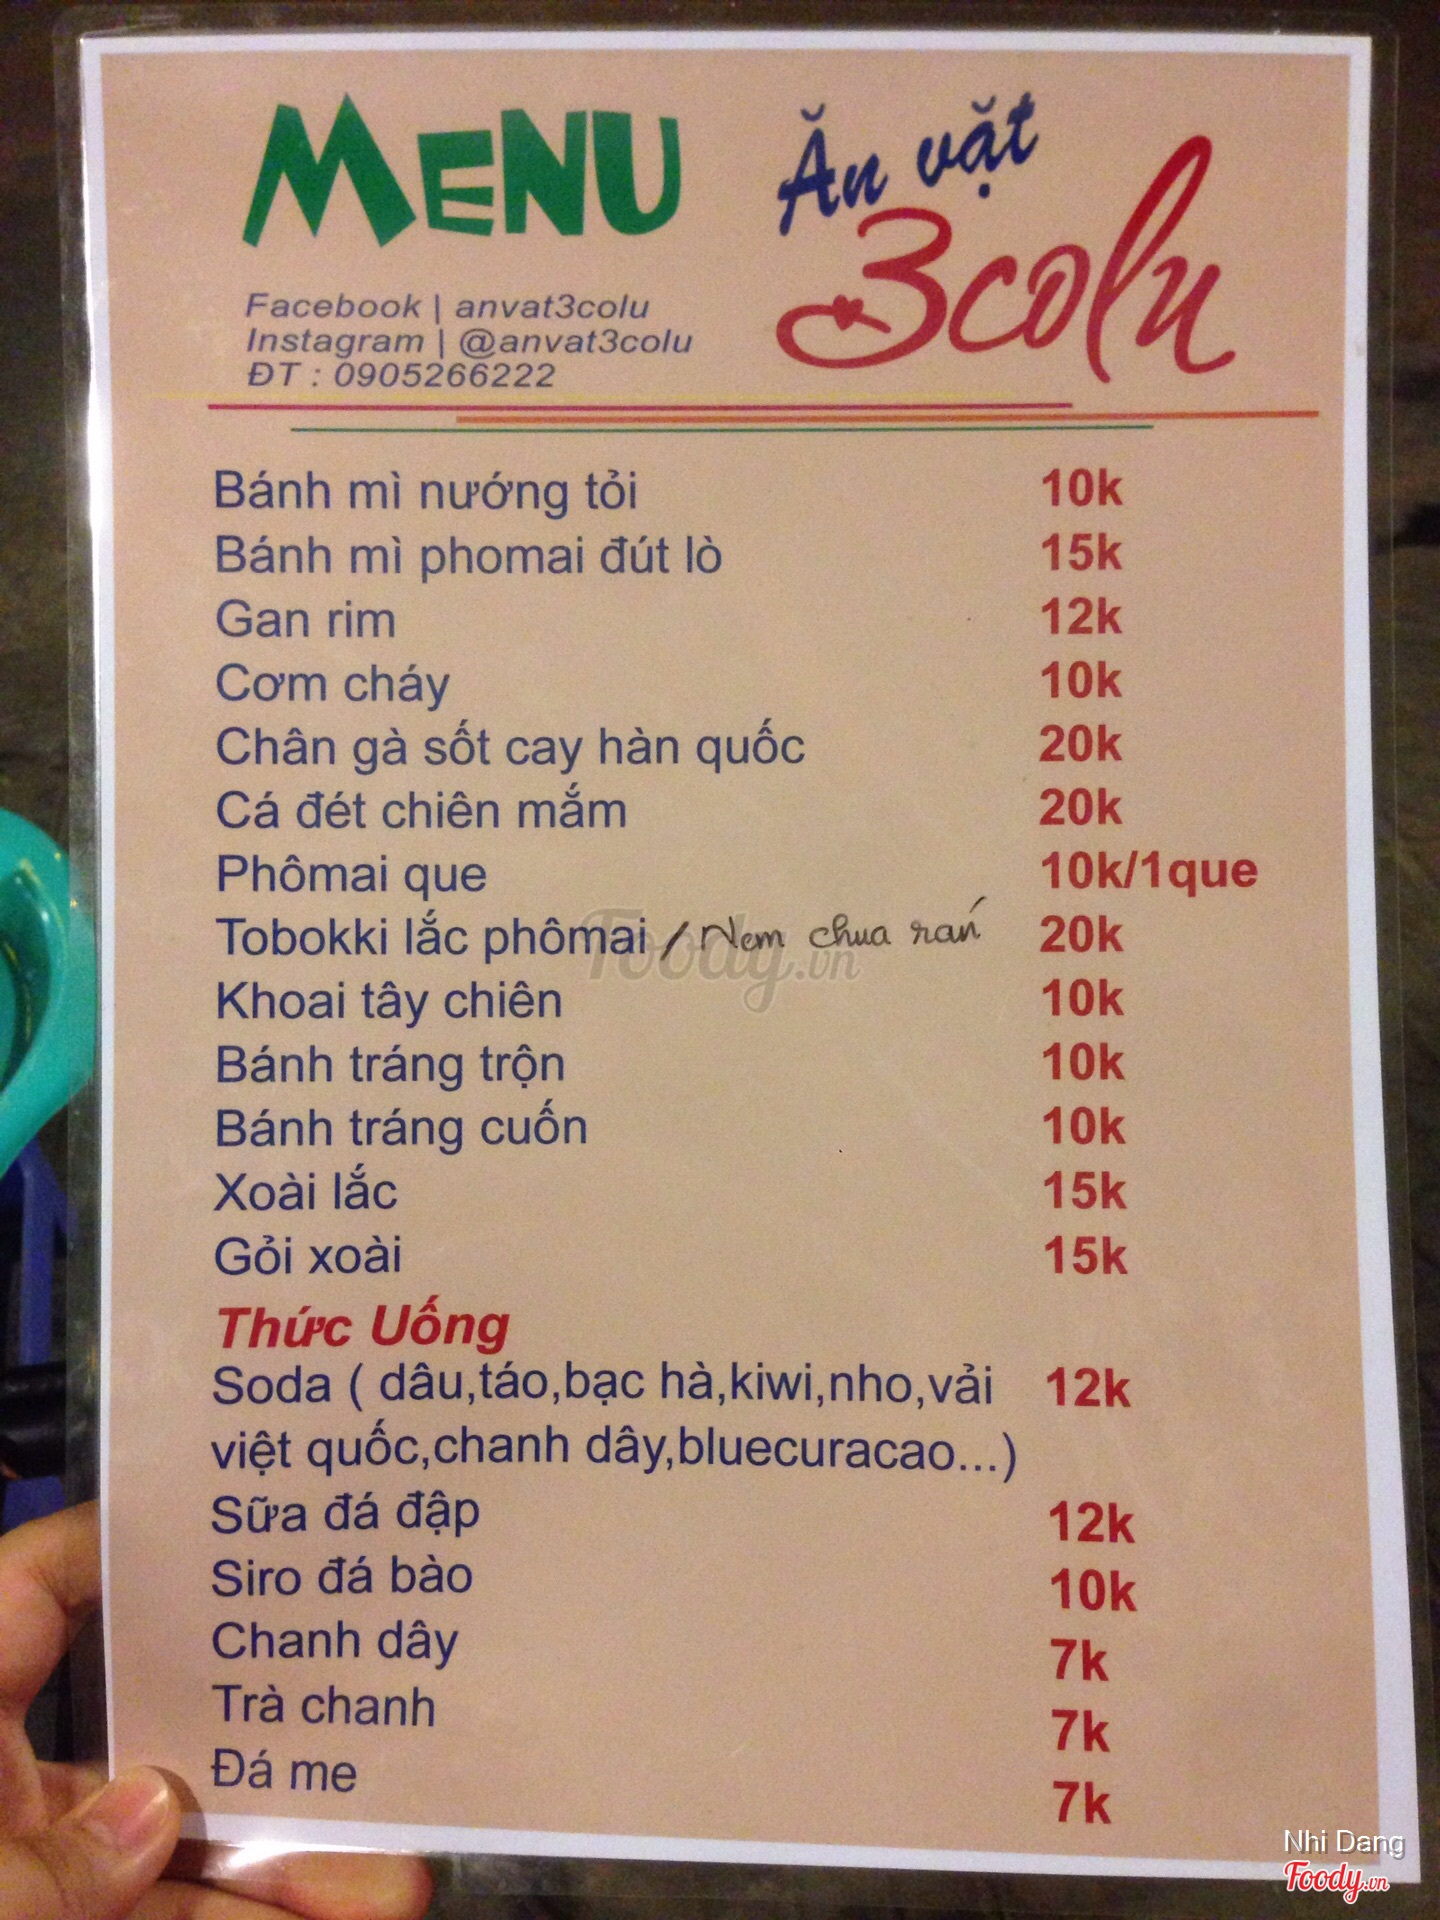 MENU
Ăn vặt
3colu
Facebook | anvat3colu
Instagram | @anvat3colu
ĐT : 0905266222
Bánh mì nướng tỏi 10k
Bánh mì phomai đút lò 15k
Gan rim 12k
Cơm cháy 10k
Chân gà sốt cay hàn quốc 20k
Cá đét chiên mắm 20k
Phômai que 10k/1que
Tobokki lắc phômai / Nem chua rán 20k
Khoai tây chiên 10k
Bánh tráng trộn 10k
Bánh tráng cuốn 10k
Xoài lắc 15k
Gỏi xoài 15k
Thức Uống
Soda ( dâu,táo,bạc hà,kiwi,nho,vải 12k
việt quốc,chanh dây,bluecuracao...)
Sữa đá đập 12k
Siro đá bào 10k
Chanh dây 7k
Trà chanh 7k
Đá me 7k
Foody.vn
Nhi Dang
Foody.vn